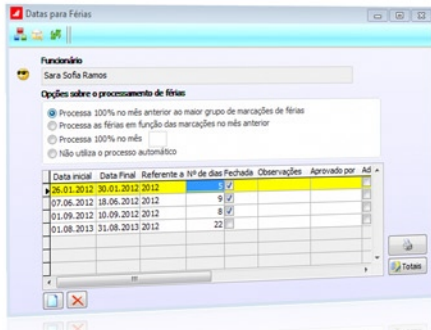 Datas para Férias
Funcionário
Sara Sofia Ramos
Opções sobre o processamento de férias
Processa 100% no mês anterior ao maior grupo de marcações de férias
Processa as férias em função das marcações no mês anterior
Processa 100% no mês
Não utiliza o processo automático
Data inicial Data Final Referente a Nº de dias Fechada Observações Aprovado por Ad
26.01.2012 30.01.2012 2012 5
07.06.2012 18.06.2012 2012 9
01.09.2012 10.09.2012 2012 8
01.08.2013 31.08.2013 2012 22
Totais